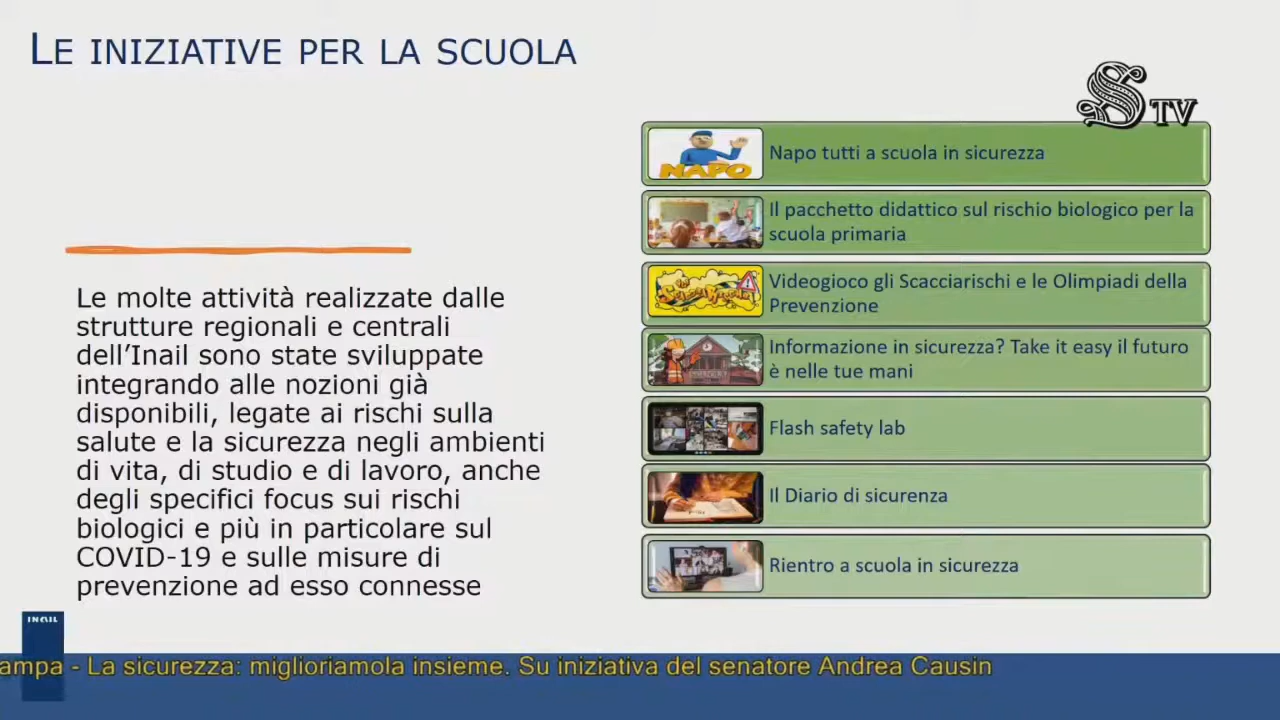 LE INIZIATIVE PER LA SCUOLA
S TV
Le molte attività realizzate dalle
strutture regionali e centrali
dell’Inail sono state sviluppate
integrando alle nozioni già
disponibili, legate ai rischi sulla
salute e la sicurezza negli ambienti
di vita, di studio e di lavoro, anche
degli specifici focus sui rischi
biologici e più in particolare sul
COVID-19 e sulle misure di
prevenzione ad esso connesse
NAPO
Napo tutti a scuola in sicurezza
Il pacchetto didattico sul rischio biologico per la
scuola primaria
Videogioco gli Scacciarischi e le Olimpiadi della
Prevenzione
Informazione in sicurezza? Take it easy il futuro
è nelle tue mani
Flash safety lab
Il Diario di sicurenza
Rientro a scuola in sicurezza
INAIL
ampa - La sicurezza: miglioriamola insieme. Su iniziativa del senatore Andrea Causin